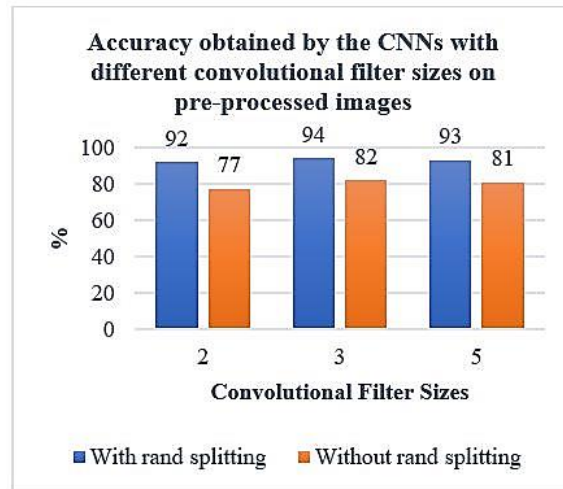 Accuracy obtained by the CNNs with
different convolutional filter sizes on
pre-processed images
92 77 94 82 93 81
100
80
60
40
20
0
%
2 3 5
Convolutional Filter Sizes
With rand splitting Without rand splitting